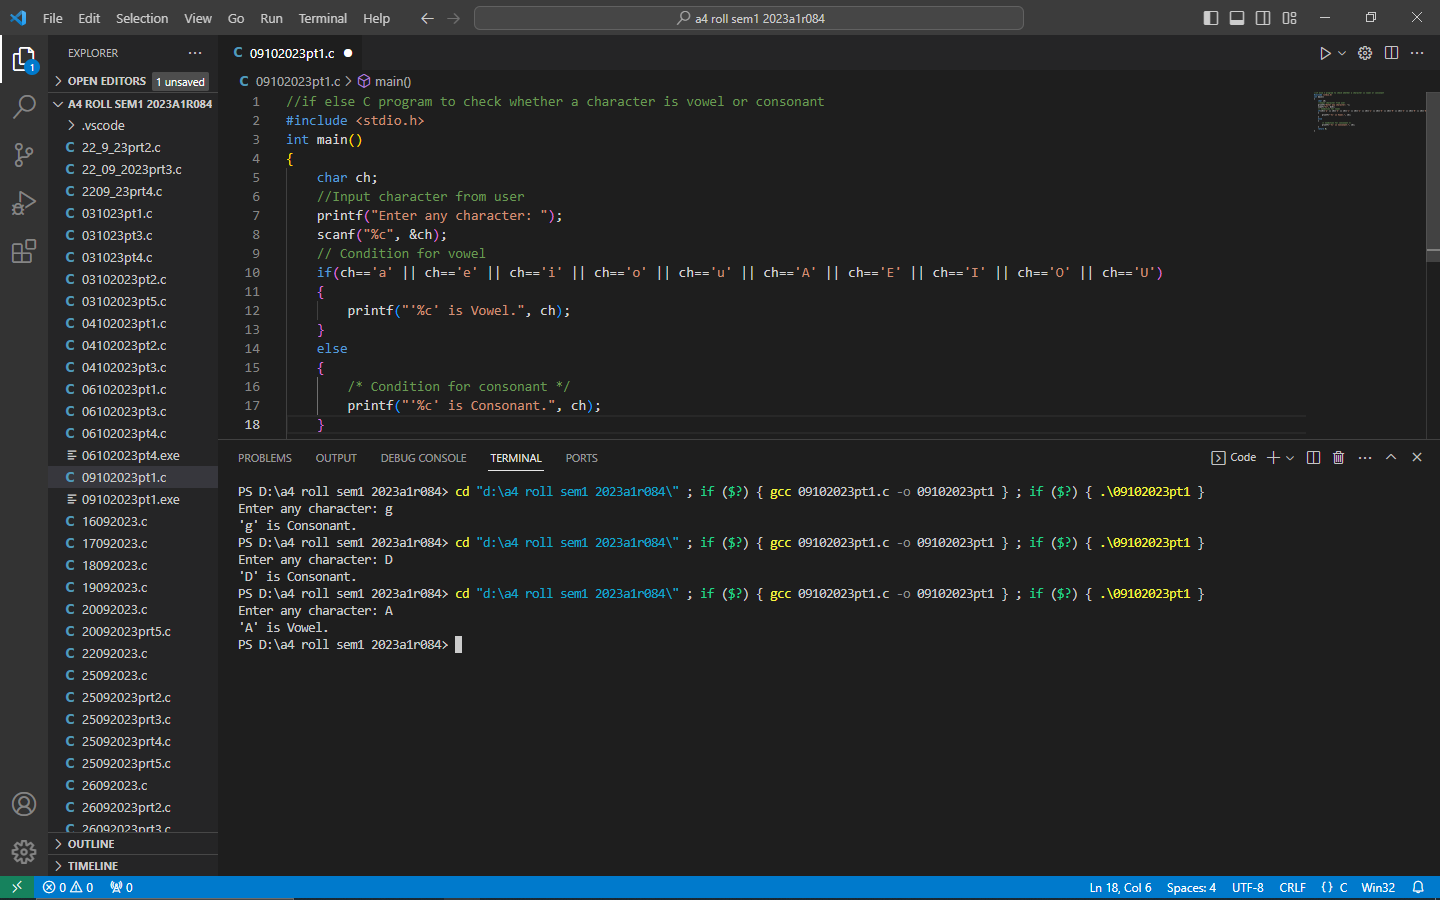 File Edit Selection View Go Run Terminal Help
a4 roll sem1 2023a1r084
EXPLORER
1
OPEN EDITORS 1 unsaved
A4 ROLL SEM1 2023A1R084
.vscode
C 22_9_23prt2.c
C 22_09_2023prt3.c
C 2209_23prt4.c
C 031023pt1.c
C 031023pt3.c
C 031023pt4.c
C 03102023pt2.c
C 03102023pt5.c
C 04102023pt1.c
C 04102023pt2.c
C 04102023pt3.c
C 06102023pt1.c
C 06102023pt3.c
C 06102023pt4.c
06102023pt4.exe
C 09102023pt1.c
09102023pt1.exe
C 16092023.c
C 17092023.c
C 18092023.c
C 19092023.c
C 20092023.c
C 20092023prt5.c
C 22092023.c
C 25092023.c
C 25092023prt2.c
C 25092023prt3.c
C 25092023prt4.c
C 25092023prt5.c
C 26092023.c
C 26092023prt2.c
C 26092023prt3.c
OUTLINE
TIMELINE
C 09102023pt1.c
C 09102023pt1.c > main()
1 //if else C program to check whether a character is vowel or consonant
2 #include <stdio.h>
3 int main()
4 {
5 char ch;
6 //Input character from user
7 printf("Enter any character: ");
8 scanf("%c", &ch);
9 // Condition for vowel
10 if(ch=='a' || ch=='e' || ch=='i' || ch=='o' || ch=='u' || ch=='A' || ch=='E' || ch=='I' || ch=='O' || ch=='U')
11 {
12 printf("'%c' is Vowel.", ch);
13 }
14 else
15 {
16 /* Condition for consonant */
17 printf("'%c' is Consonant.", ch);
18 }
PROBLEMS OUTPUT DEBUG CONSOLE TERMINAL PORTS
Code
PS D:\a4 roll sem1 2023a1r084> cd "d:\a4 roll sem1 2023a1r084\" ; if ($?) { gcc 09102023pt1.c -o 09102023pt1 } ; if ($?) { .\09102023pt1 }
Enter any character: g
'g' is Consonant.
PS D:\a4 roll sem1 2023a1r084> cd "d:\a4 roll sem1 2023a1r084\" ; if ($?) { gcc 09102023pt1.c -o 09102023pt1 } ; if ($?) { .\09102023pt1 }
Enter any character: D
'D' is Consonant.
PS D:\a4 roll sem1 2023a1r084> cd "d:\a4 roll sem1 2023a1r084\" ; if ($?) { gcc 09102023pt1.c -o 09102023pt1 } ; if ($?) { .\09102023pt1 }
Enter any character: A
'A' is Vowel.
PS D:\a4 roll sem1 2023a1r084>
0 0 0
Ln 18, Col 6 Spaces: 4 UTF-8 CRLF {} C Win32